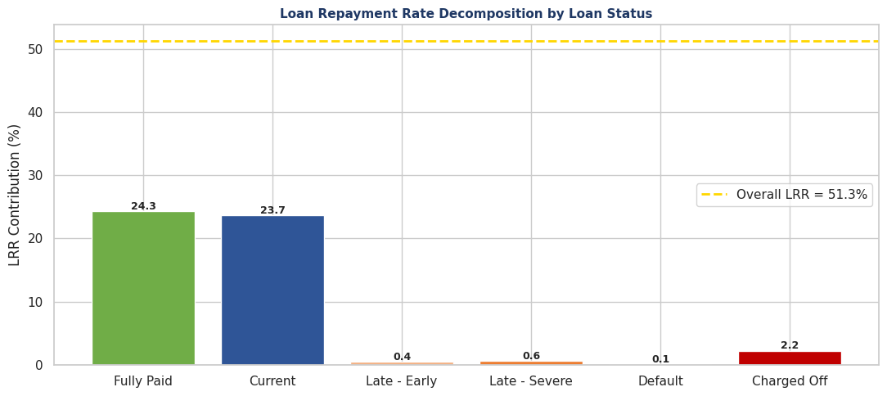 Loan Repayment Rate Decomposition by Loan Status
LRR Contribution (%)
50
40
30
20
10
0
Overall LRR = 51.3%
24.3
23.7
0.4
0.6
0.1
2.2
Fully Paid
Current
Late - Early
Late - Severe
Default
Charged Off